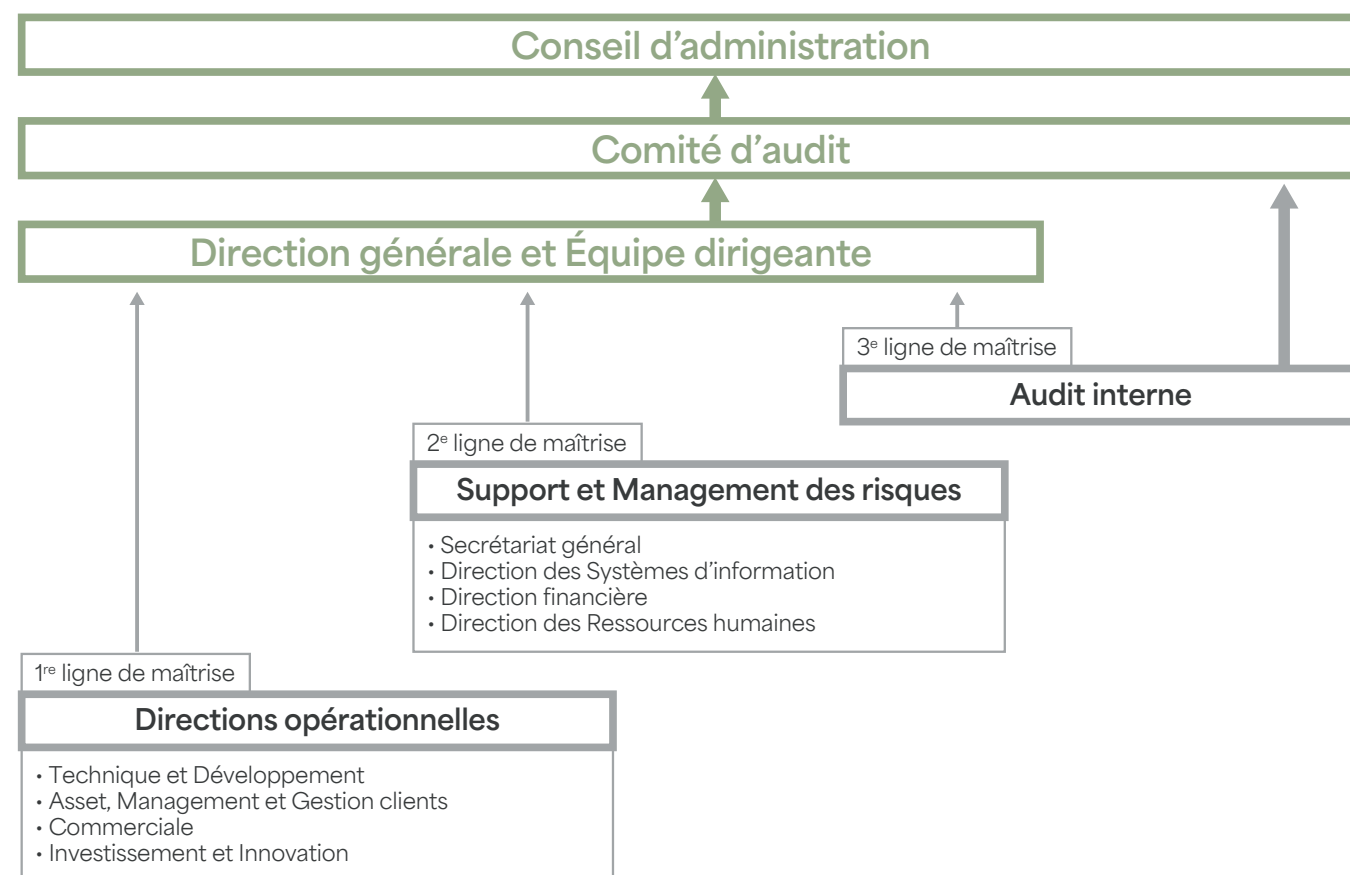 Conseil d’administration
Comité d’audit
Direction générale et Équipe dirigeante
3e ligne de maîtrise
Audit interne
2e ligne de maîtrise
Support et Management des risques
• Secrétariat général
• Direction des Systèmes d’information
• Direction financière
• Direction des Ressources humaines
1re ligne de maîtrise
Directions opérationnelles
• Technique et Développement
• Asset, Management et Gestion clients
• Commerciale
• Investissement et Innovation